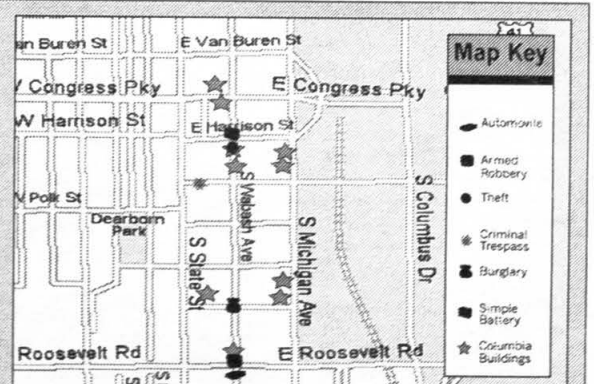 an Buren St
E Van Buren St
41
Map Key
W Congress Pky
E Congress Pky
W Harrison St
E Harrison St
Automobile
Armed
Robbery
Theft
Criminal
Trespass
Burglary
Simple
Battery
Columbia
Buildings
W Polk St
Dearborn
Park
S State St
S Wabash Ave
S Michigan Ave
S Columbus Dr
Roosevelt Rd
E Roosevelt Rd
S
S